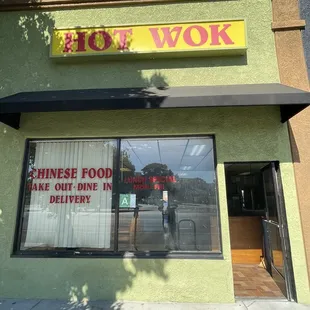 HOT WOK
CHINESE FOOD
TAKE OUT·DINE IN
DELIVERY
A